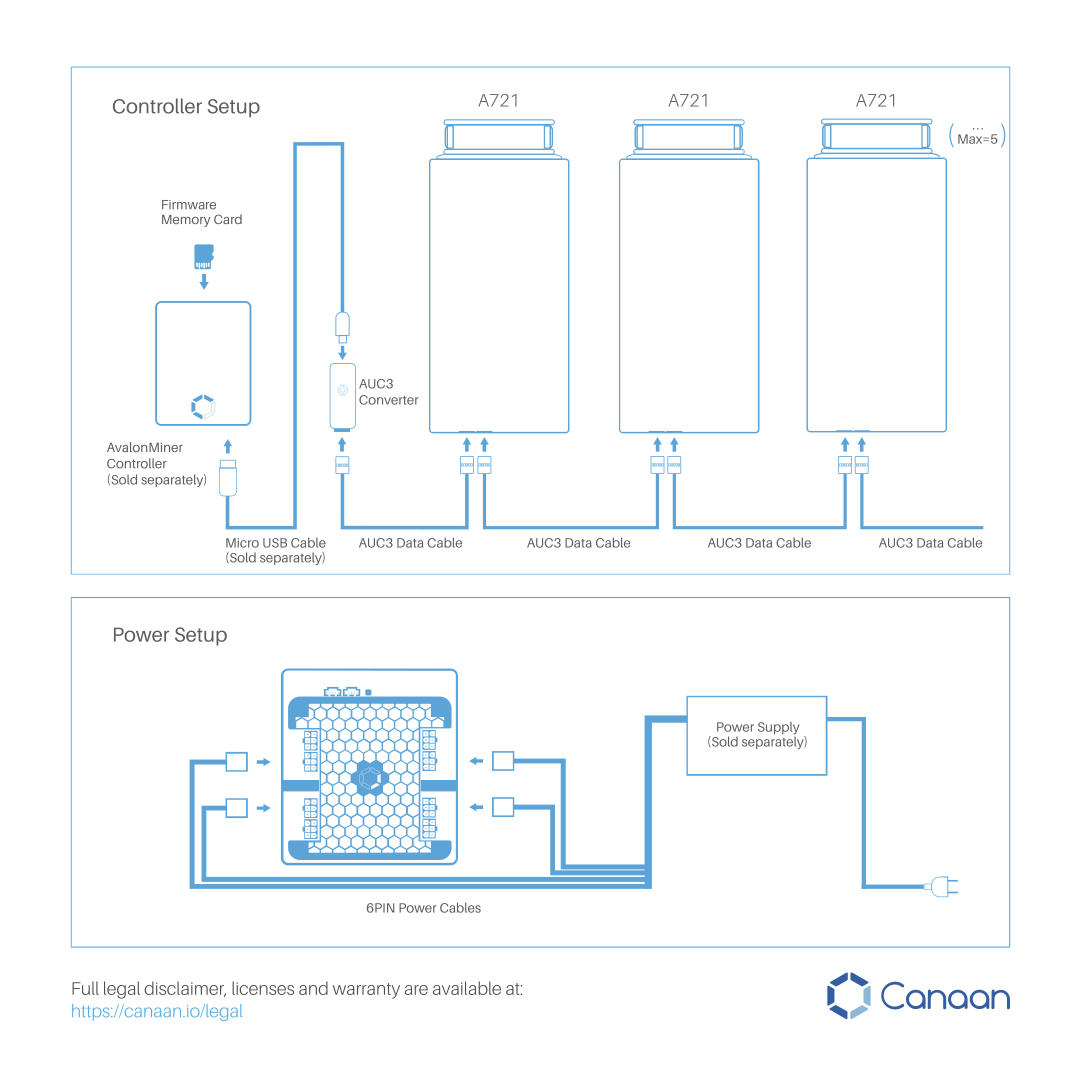 Controller Setup
A721
A721
A721
(... Max=5)
Firmware
Memory Card
AUC3
Converter
AvalonMiner
Controller
(Sold separately)
Micro USB Cable
(Sold separately)
AUC3 Data Cable
AUC3 Data Cable
AUC3 Data Cable
AUC3 Data Cable
Power Setup
Power Supply
(Sold separately)
6PIN Power Cables
Full legal disclaimer, licenses and warranty are available at:
https://canaan.io/legal
Canaan